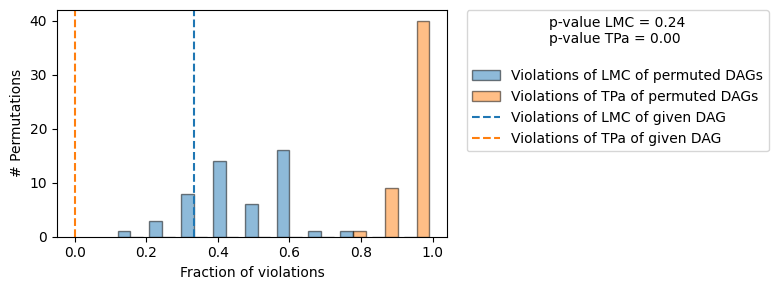 p-value LMC = 0.24
p-value TPa = 0.00
Violations of LMC of permuted DAGs
Violations of TPa of permuted DAGs
Violations of LMC of given DAG
Violations of TPa of given DAG
# Permutations
40
30
20
10
0
0.0 0.2 0.4 0.6 0.8 1.0
Fraction of violations